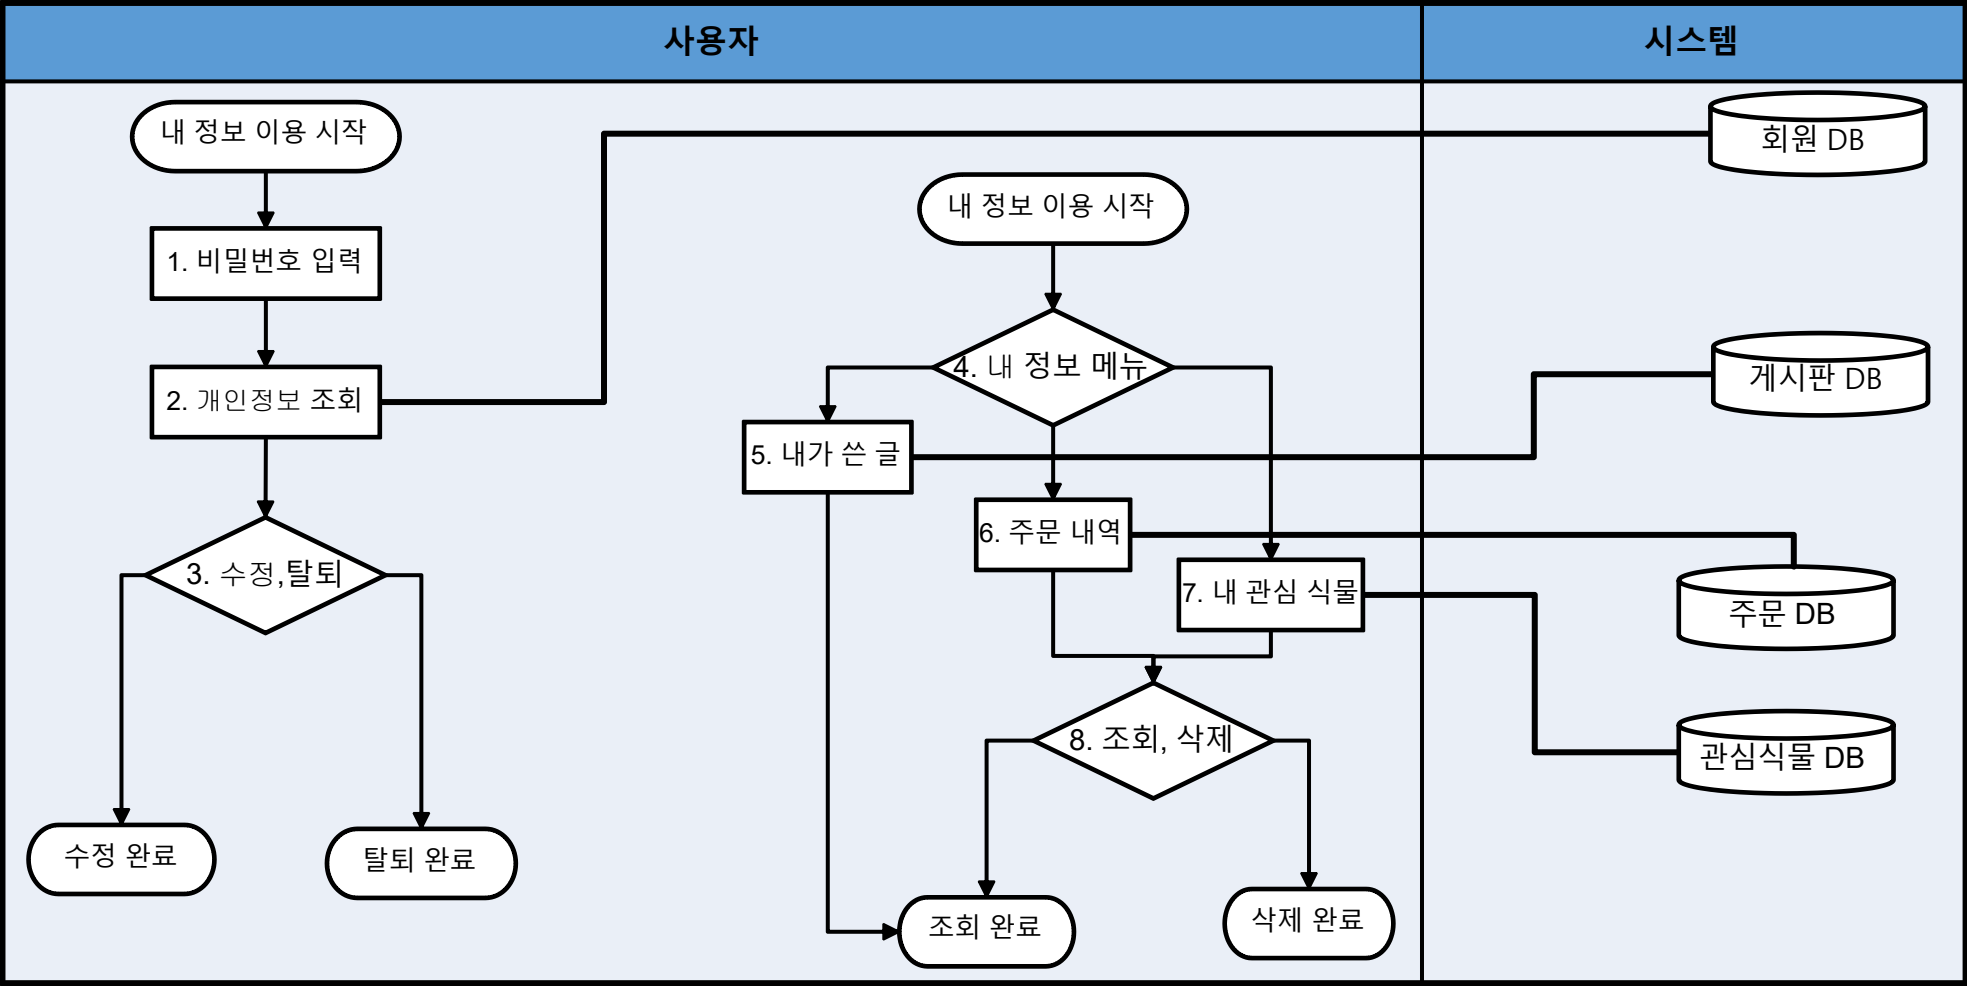 사용자
시스템
내 정보 이용 시작
1. 비밀번호 입력
2. 개인정보 조회
3. 수정,탈퇴
수정 완료
탈퇴 완료
내 정보 이용 시작
4. 내 정보 메뉴
5. 내가 쓴 글
6. 주문 내역
7. 내 관심 식물
8. 조회, 삭제
조회 완료
삭제 완료
회원 DB
게시판 DB
주문 DB
관심식물 DB